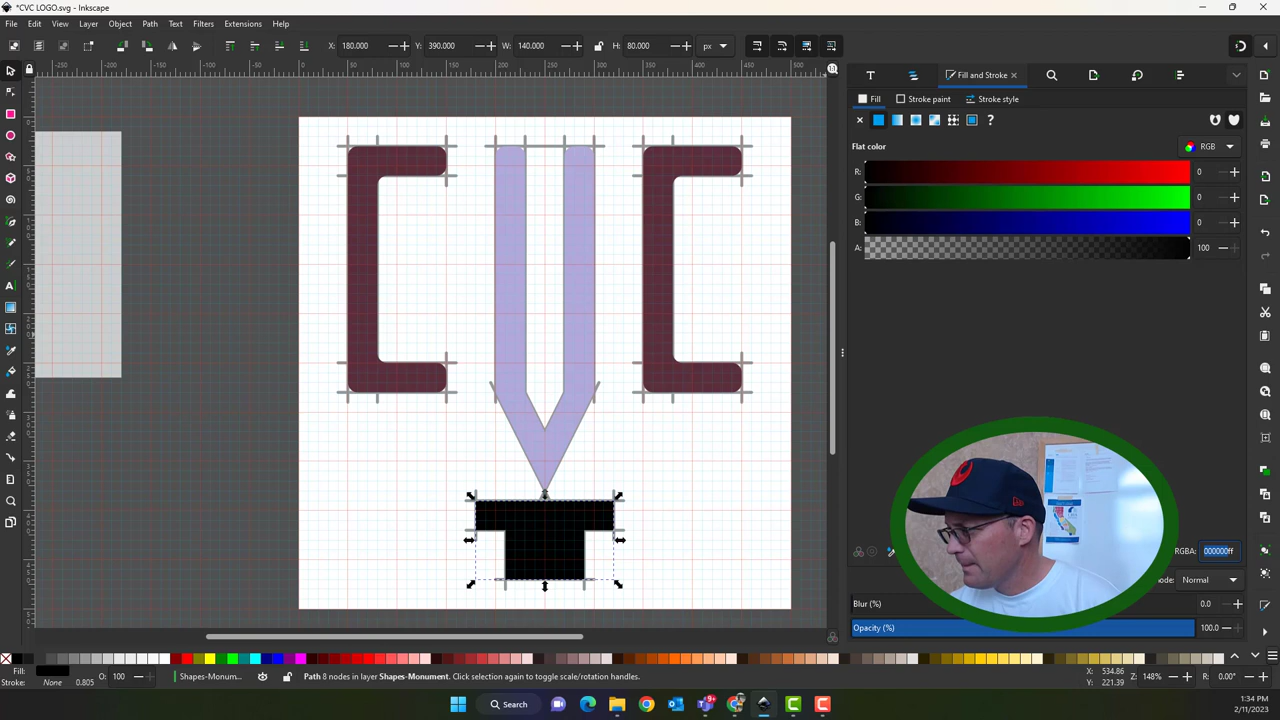 *CVC LOGO.svg - Inkscape
File Edit View Layer Object Path Text Filters Extensions Help
X: 180.000 Y: 390.000 W: 140.000 H: 80.000 px
Fill and Stroke
Fill Stroke paint Stroke style
Flat color RGB
R: 0
G: 0
B: 0
A: 100
RGBA: 000000ff
Normal
Blur (%) 0.0
Opacity (%) 100.0
Fill:
Stroke: None 0.805
O: 100
Shapes-Monum...
Path 8 nodes in layer Shapes-Monument. Click selection again to toggle scale/rotation handles.
X: 534.86
Y: 221.39
Z: 148%
R: 0.00°
Search
1:34 PM
2/11/2023